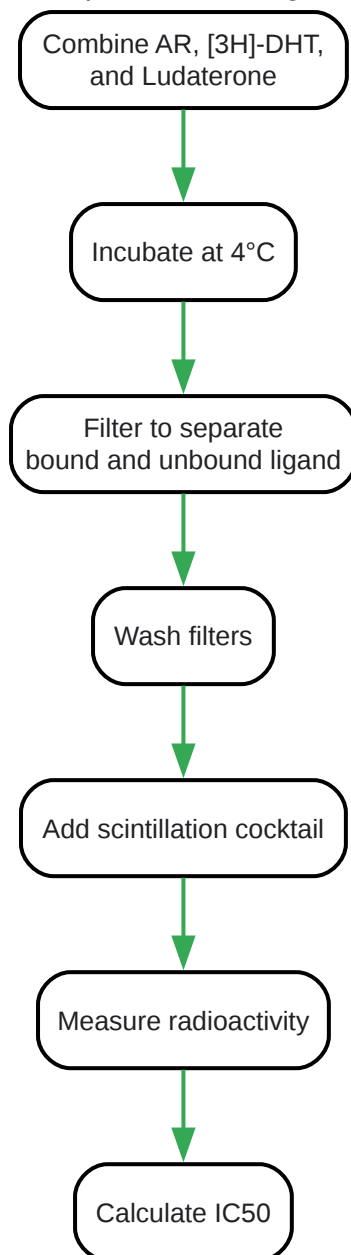 Combine AR, [3H]-DHT,
and Ludaterone
Incubate at 4°C
Filter to separate
bound and unbound ligand
Wash filters
Add scintillation cocktail
Measure radioactivity
Calculate IC50